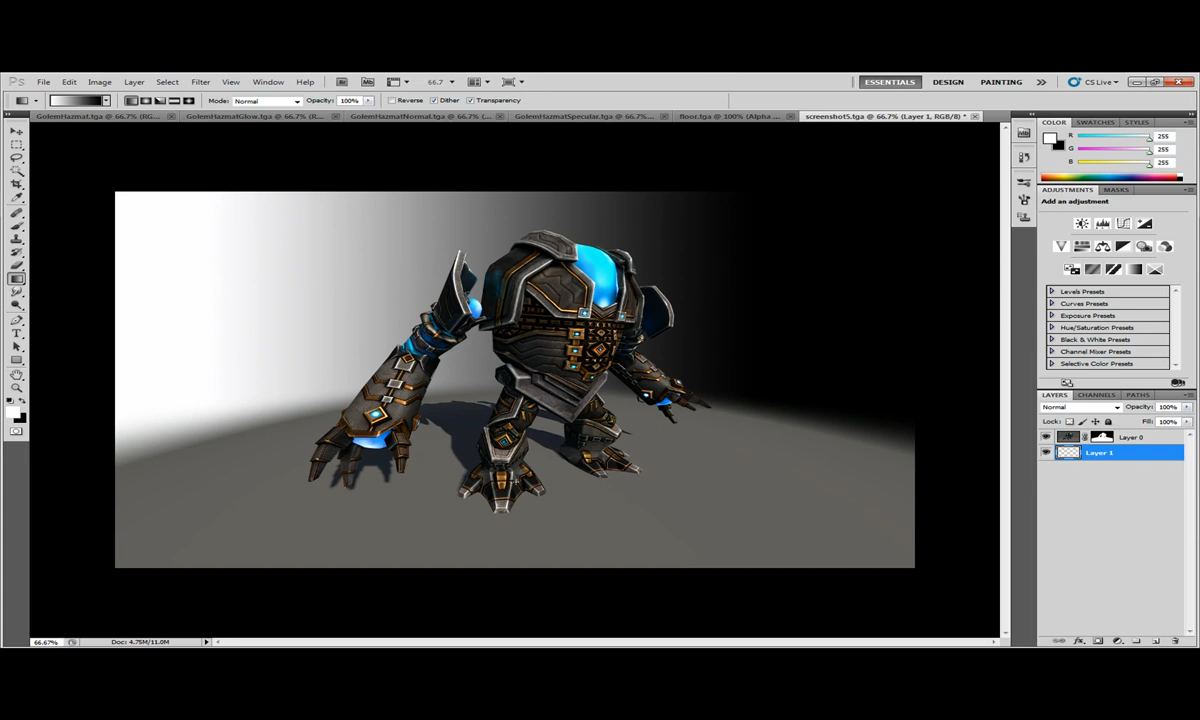 Ps File Edit Image Layer Select Filter View Window Help Br Mb 66.7 ESSENTIALS DESIGN PAINTING CS Live
Mode: Normal Opacity: 100% Reverse Dither Transparency
GolemHazmat.tga @ 66.7% (RG... GolemHazmatGlow.tga @ 66.7% (R... GolemHazmatNormal.tga @ 66.7% (... GolemHazmatSpecular.tga @ 66.7%... floor.tga @ 100% (Alpha ... screenshot5.tga @ 66.7% (Layer 1, RGB/8) *
COLOR SWATCHES STYLES
Mb
R 255
G 255
B 255
ADJUSTMENTS MASKS
Add an adjustment
Levels Presets
Curves Presets
Exposure Presets
Hue/Saturation Presets
Black & White Presets
Channel Mixer Presets
Selective Color Presets
LAYERS CHANNELS PATHS
Normal Opacity: 100%
Lock: Fill: 100%
Layer 0
Layer 1
66.67% Doc: 4.75M/11.0M